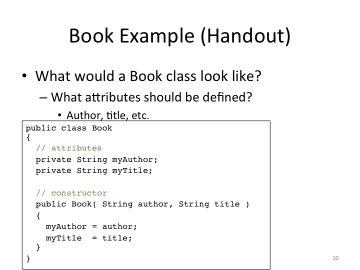 Book Example (Handout)
• What would a Book class look like?
– What attributes should be defined?
• Author, title, etc.
public class Book
{
  // attributes
  private String myAuthor;
  private String myTitle;

  // constructor
  public Book( String author, String title )
  {
    myAuthor = author;
    myTitle  = title;
  }
}